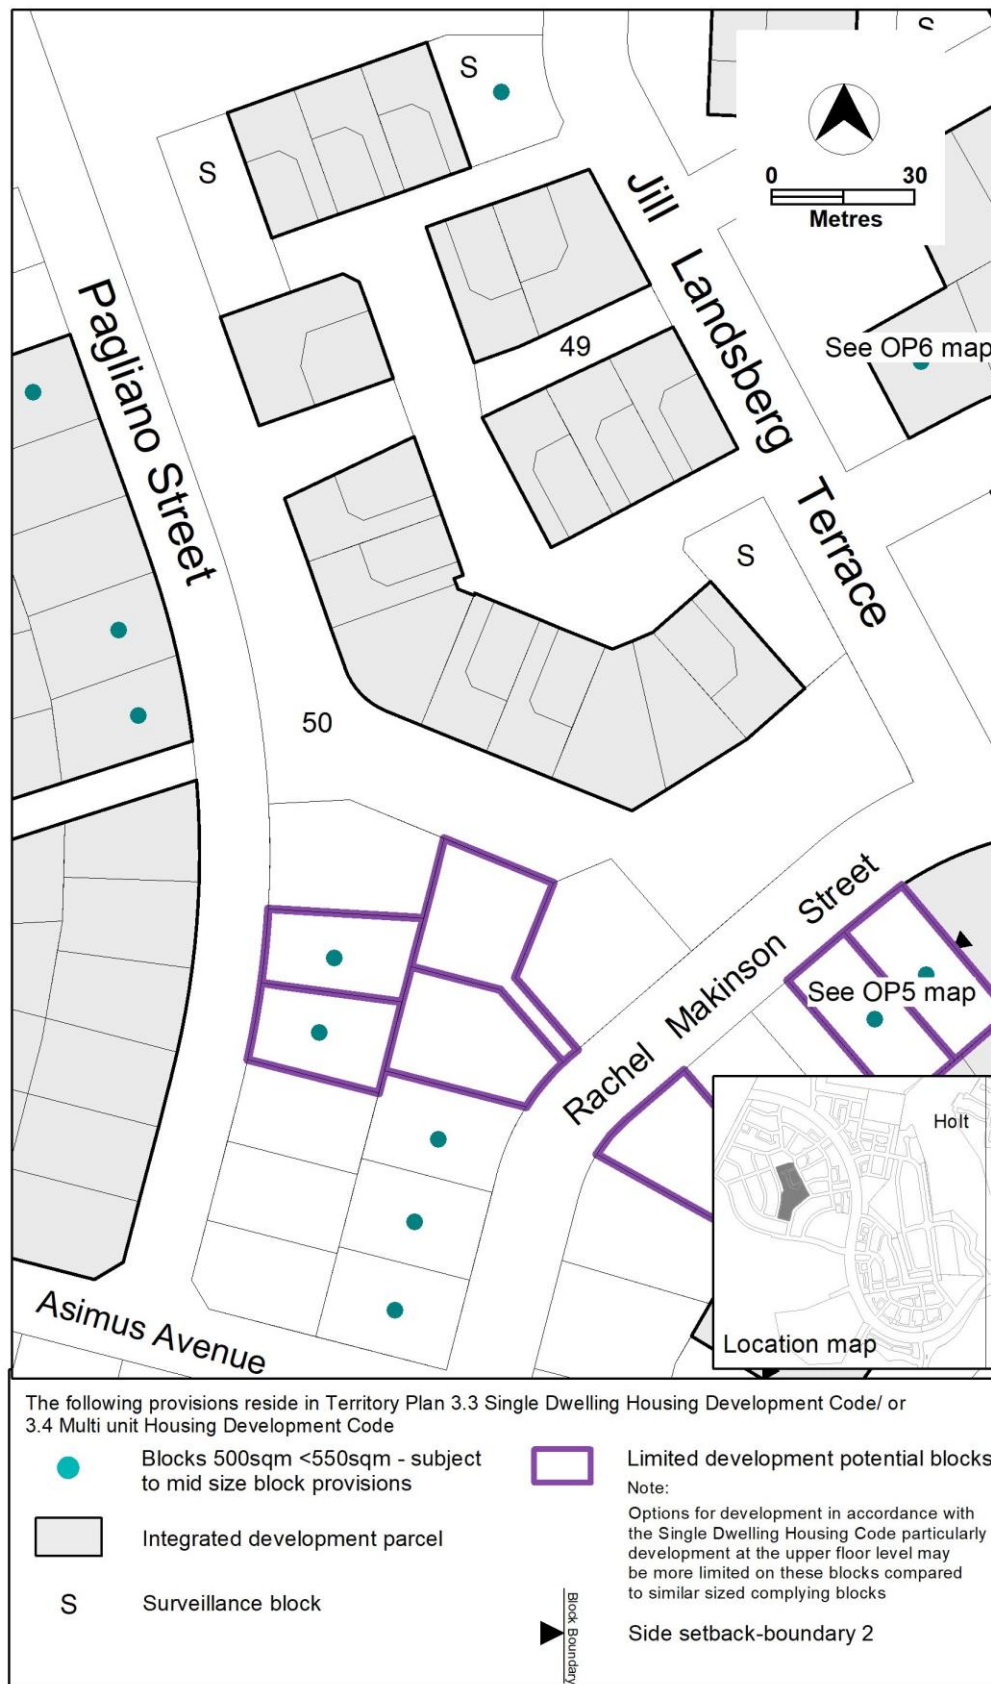 S
S
S
0 30
Metres
Jill Landsberg Terrace
Pagliano Street
49
See OP6 map
S
50
Rachel Makinson Street
See OP5 map
Holt
Location map
Asimus Avenue
The following provisions reside in Territory Plan 3.3 Single Dwelling Housing Development Code/ or
3.4 Multi unit Housing Development Code
Blocks 500sqm <550sqm - subject
to mid size block provisions
Integrated development parcel
S Surveillance block
Limited development potential blocks
Note:
Options for development in accordance with
the Single Dwelling Housing Code particularly
development at the upper floor level may
be more limited on these blocks compared
to similar sized complying blocks
Block Boundary
Side setback-boundary 2